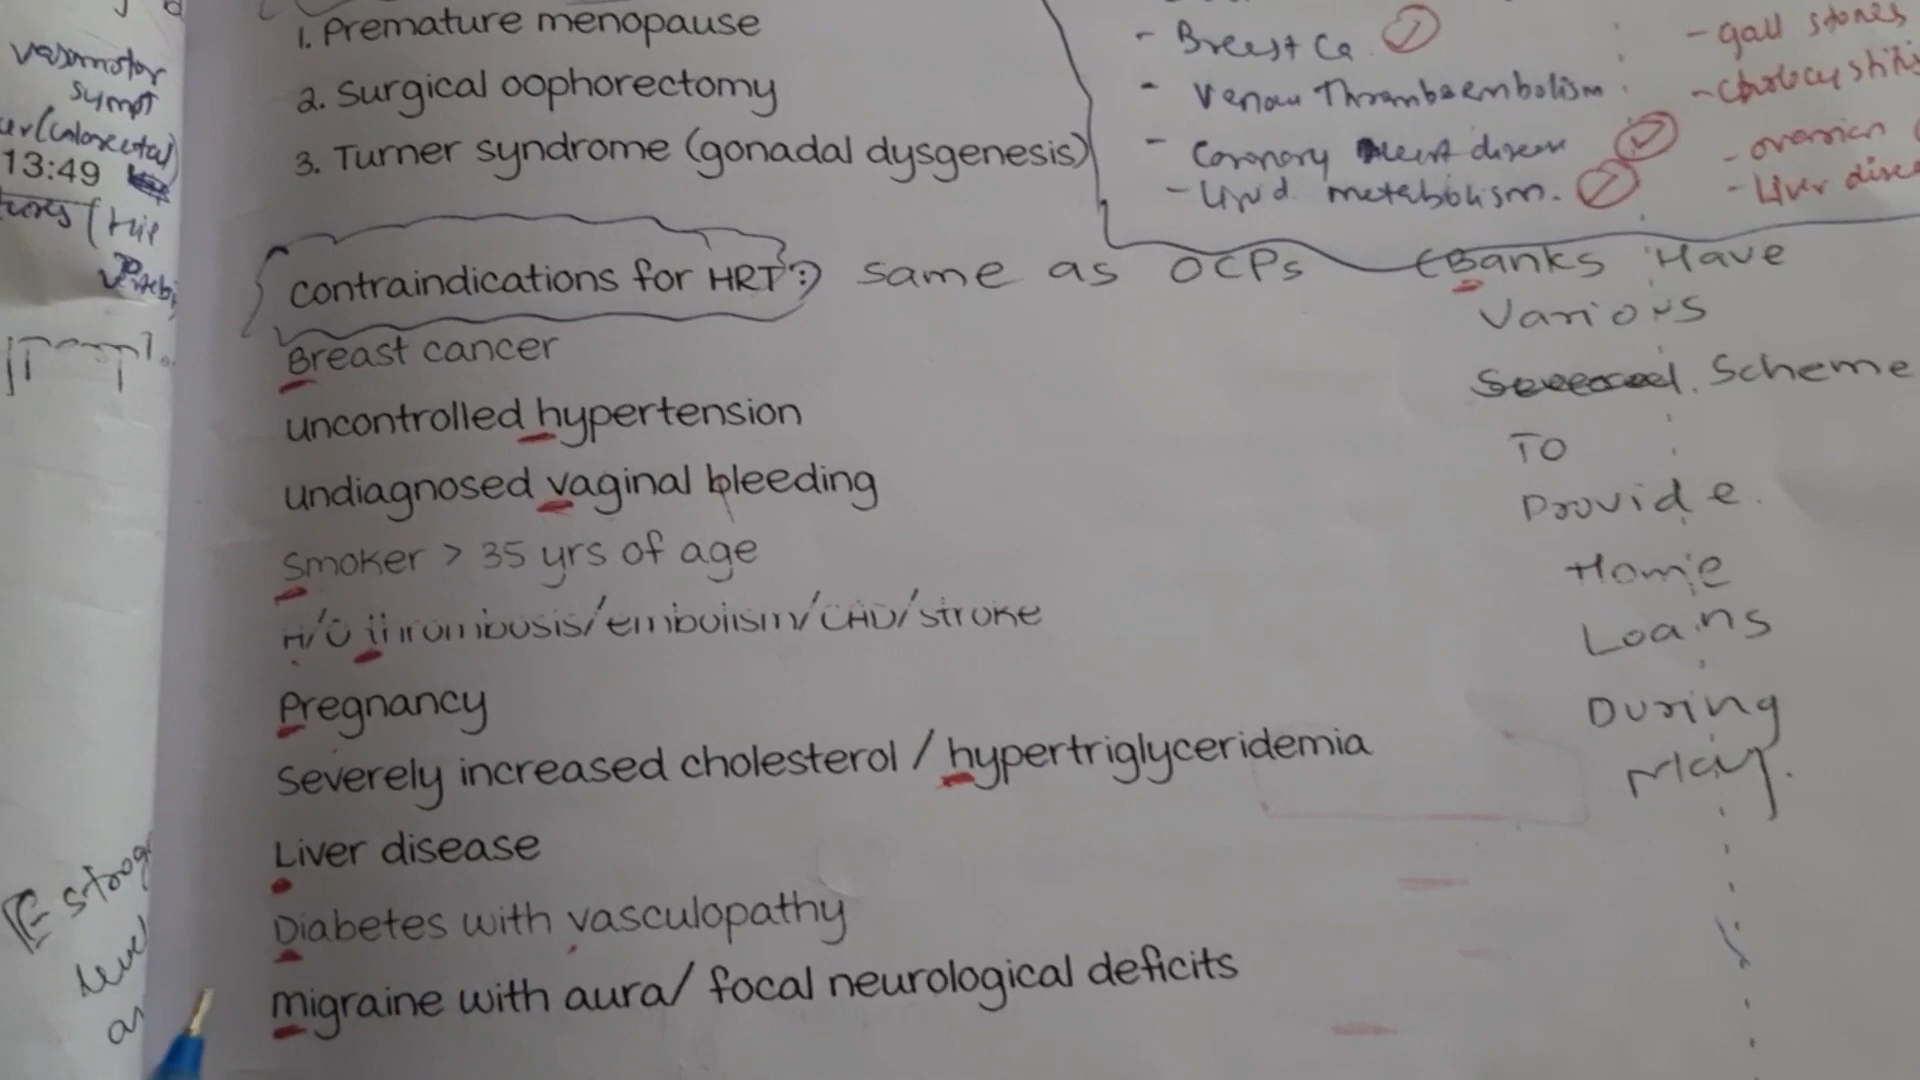 vasomotor
sympt
13:49
1. Premature menopause
2. Surgical oophorectomy
3. Turner syndrome (gonadal dysgenesis)
- Breast Ca
- Venous Thromboembolism
- Coronary Heart disease
- Lipid metabolism.
- gall stones
- ovarian
- Liver
Contraindications for HRT:) same as OCPs (Banks Have
Various
Scheme
To
Provide.
Home
Loans
During
May.
Breast cancer
uncontrolled hypertension
undiagnosed vaginal bleeding
Smoker > 35 yrs of age
H/O thrombosis/embolism/CHD/stroke
Pregnancy
Severely increased cholesterol / hypertriglyceridemia
Liver disease
Diabetes with vasculopathy
migraine with aura/ focal neurological deficits